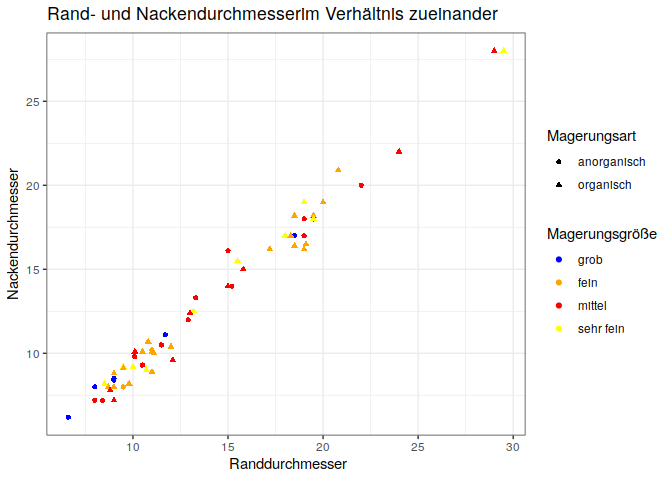 Rand- und Nackendurchmesserim Verhältnis zueinander
Nackendurchmesser
25
20
15
10
10 15 20 25 30
Randdurchmesser
Magerungsart
anorganisch
organisch
Magerungsgröße
grob
fein
mittel
sehr fein